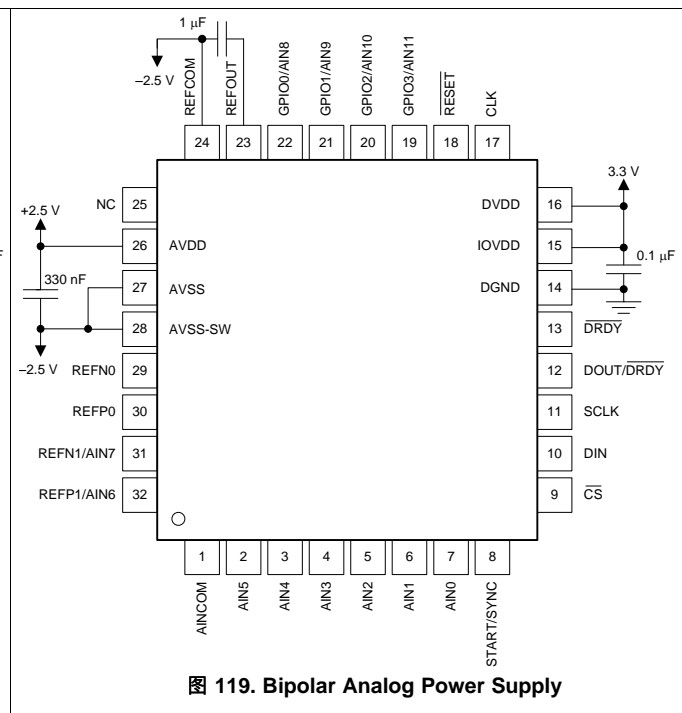 1 μF
–2.5 V
REFCOM
REFOUT
GPIO0/AIN8
GPIO1/AIN9
GPIO2/AIN10
GPIO3/AIN11
RESET
CLK
24
23
22
21
20
19
18
17
NC 25
+2.5 V
26 AVDD
330 nF
27 AVSS
28 AVSS-SW
–2.5 V
REFN0 29
REFP0 30
REFN1/AIN7 31
REFP1/AIN6 32
3.3 V
DVDD 16
IOVDD 15
0.1 μF
DGND 14
13 DRDY
12 DOUT/DRDY
11 SCLK
10 DIN
9 CS
1
2
3
4
5
6
7
8
AINCOM
AIN5
AIN4
AIN3
AIN2
AIN1
AIN0
START/SYNC
F
图 119. Bipolar Analog Power Supply